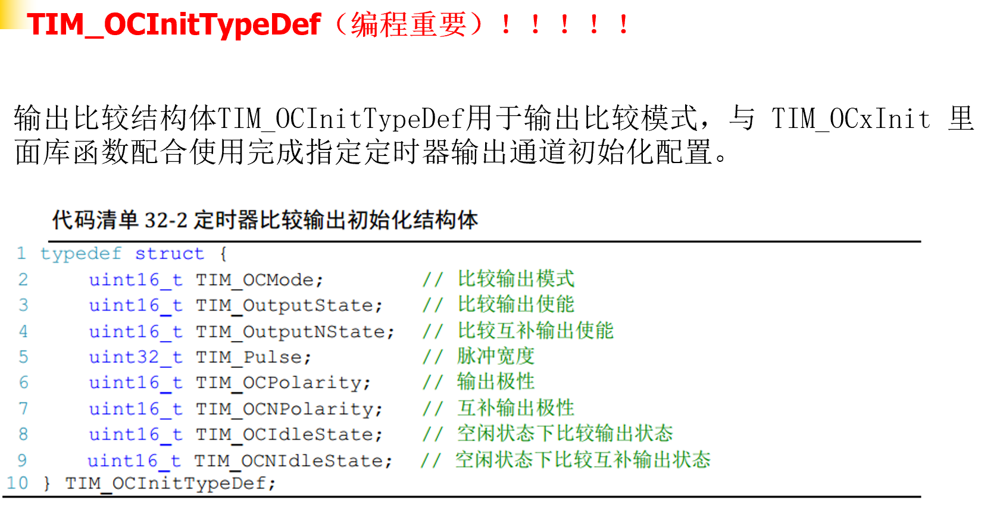 TIM_OCInitTypeDef（编程重要）！！！！！
输出比较结构体TIM_OCInitTypeDef用于输出比较模式，与 TIM_OCxInit 里
面库函数配合使用完成指定定时器输出通道初始化配置。
代码清单 32-2 定时器比较输出初始化结构体
1 typedef struct {
2 uint16_t TIM_OCMode; // 比较输出模式
3 uint16_t TIM_OutputState; // 比较输出使能
4 uint16_t TIM_OutputNState; // 比较互补输出使能
5 uint32_t TIM_Pulse; // 脉冲宽度
6 uint16_t TIM_OCPolarity; // 输出极性
7 uint16_t TIM_OCNPolarity; // 互补输出极性
8 uint16_t TIM_OCIdleState; // 空闲状态下比较输出状态
9 uint16_t TIM_OCNIdleState; // 空闲状态下比较互补输出状态
10 } TIM_OCInitTypeDef;